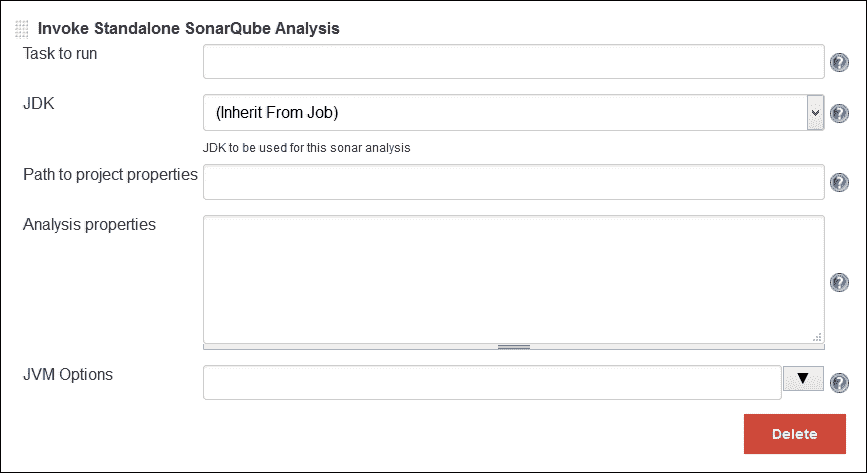 Invoke Standalone SonarQube Analysis
Task to run
JDK
(Inherit From Job)
JDK to be used for this sonar analysis
Path to project properties
Analysis properties
JVM Options
Delete